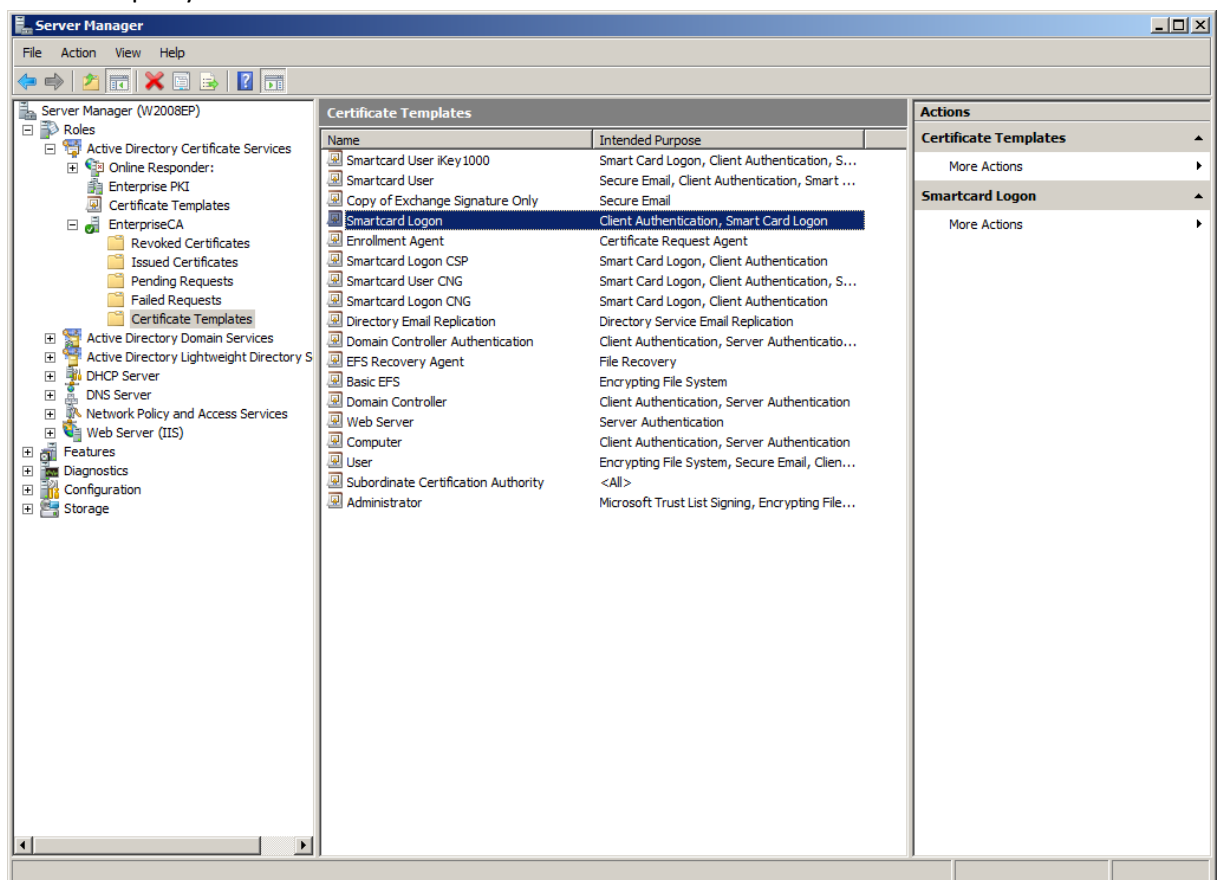 Server Manager
File Action View Help
Server Manager (W2008EP)
Roles
Active Directory Certificate Services
Online Responder:
Enterprise PKI
Certificate Templates
EnterpriseCA
Revoked Certificates
Issued Certificates
Pending Requests
Failed Requests
Certificate Templates
Active Directory Domain Services
Active Directory Lightweight Directory S
DHCP Server
DNS Server
Network Policy and Access Services
Web Server (IIS)
Features
Diagnostics
Configuration
Storage
Certificate Templates
Name Intended Purpose
Smartcard User iKey1000 Smart Card Logon, Client Authentication, S...
Smartcard User Secure Email, Client Authentication, Smart ...
Copy of Exchange Signature Only Secure Email
Smartcard Logon Client Authentication, Smart Card Logon
Enrollment Agent Certificate Request Agent
Smartcard Logon CSP Smart Card Logon, Client Authentication
Smartcard User CNG Smart Card Logon, Client Authentication, S...
Smartcard Logon CNG Smart Card Logon, Client Authentication
Directory Email Replication Directory Service Email Replication
Domain Controller Authentication Client Authentication, Server Authenticatio...
EFS Recovery Agent File Recovery
Basic EFS Encrypting File System
Domain Controller Client Authentication, Server Authentication
Web Server Server Authentication
Computer Client Authentication, Server Authentication
User Encrypting File System, Secure Email, Clien...
Subordinate Certification Authority <All>
Administrator Microsoft Trust List Signing, Encrypting File...
Actions
Certificate Templates
More Actions
Smartcard Logon
More Actions